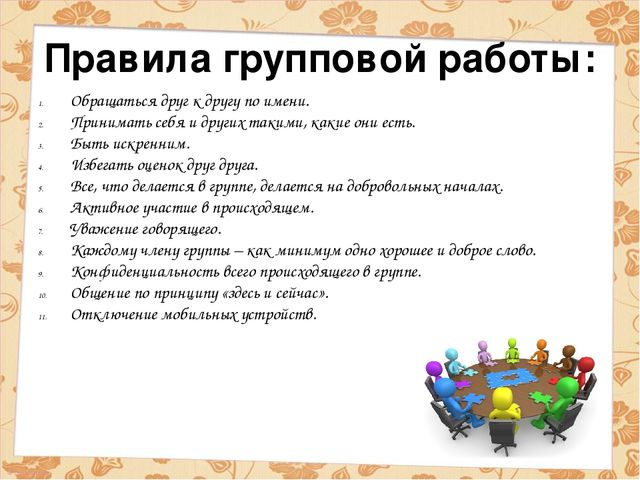 Правила групповой работы:
1. Обращаться друг к другу по имени.
2. Принимать себя и других такими, какие они есть.
3. Быть искренним.
4. Избегать оценок друг друга.
5. Все, что делается в группе, делается на добровольных началах.
6. Активное участие в происходящем.
7. Уважение говорящего.
8. Каждому члену группы – как минимум одно хорошее и доброе слово.
9. Конфиденциальность всего происходящего в группе.
10. Общение по принципу «здесь и сейчас».
11. Отключение мобильных устройств.